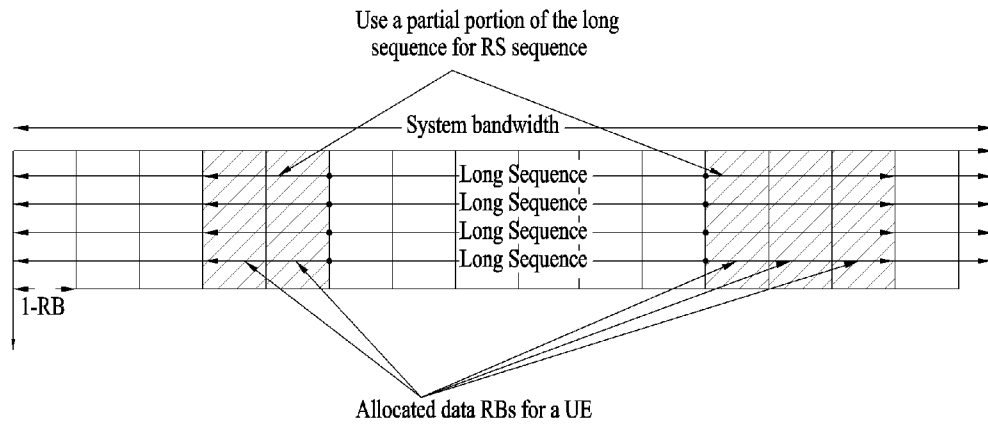 Use a partial portion of the long
sequence for RS sequence
System bandwidth
Long Sequence
Long Sequence
Long Sequence
Long Sequence
1-RB
Allocated data RBs for a UE